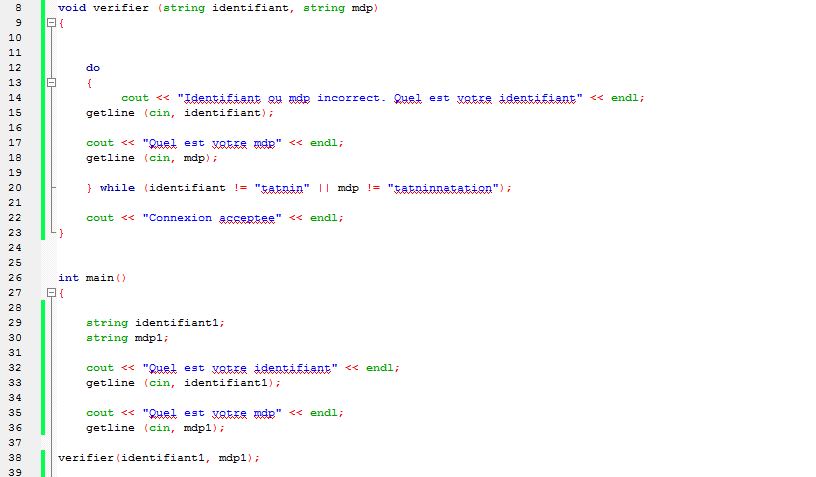 8 void verifier (string identifiant, string mdp)
9 {
10
11
12 do
13 {
14 cout << "Identifiant ou mdp incorrect. Quel est votre identifiant" << endl;
15 getline (cin, identifiant);
16
17 cout << "Quel est votre mdp" << endl;
18 getline (cin, mdp);
19
20 } while (identifiant != "tatnin" || mdp != "tatninnatation");
21
22 cout << "Connexion acceptee" << endl;
23 }
24
25
26 int main()
27 {
28
29 string identifiant1;
30 string mdp1;
31
32 cout << "Quel est votre identifiant" << endl;
33 getline (cin, identifiant1);
34
35 cout << "Quel est votre mdp" << endl;
36 getline (cin, mdp1);
37
38 verifier(identifiant1, mdp1);
39